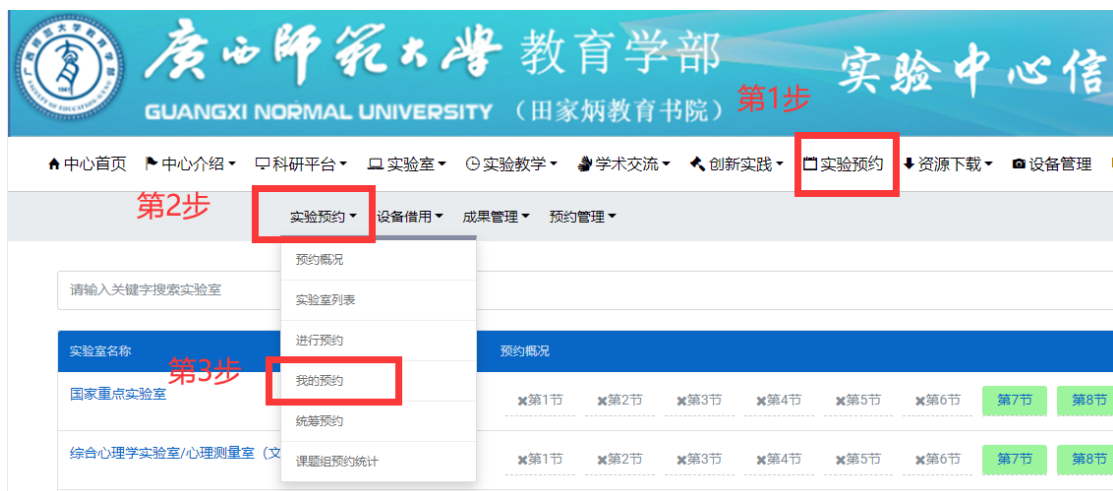 廣西師範大學 教育学部
GUANGXI NORMAL UNIVERSITY （田家炳教育书院）
实验中心信
第1步
中心首页 中心介绍 科研平台 实验室 实验教学 学术交流 创新实践 实验预约 资源下载 设备管理
第2步
实验预约 设备借用 成果管理 预约管理
预约概况
请输入关键字搜索实验室
实验室列表
进行预约
实验室名称 预约概况
第3步
我的预约
国家重点实验室 第1节 第2节 第3节 第4节 第5节 第6节 第7节 第8节
统筹预约
综合心理学实验室/心理测量室（文 第1节 第2节 第3节 第4节 第5节 第6节 第7节 第8节
课题组预约统计